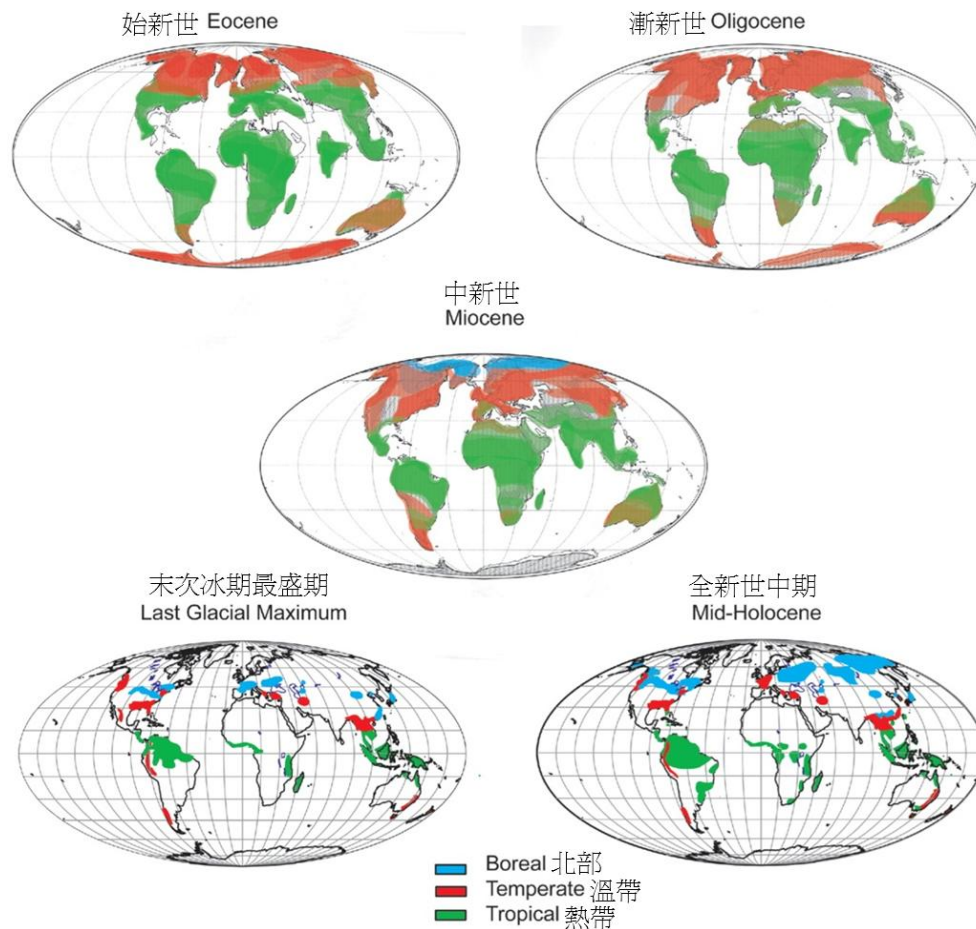 始新世 Eocene
漸新世 Oligocene
中新世
Miocene
末次冰期最盛期
Last Glacial Maximum
全新世中期
Mid-Holocene
Boreal 北部
Temperate 溫帶
Tropical 熱帶